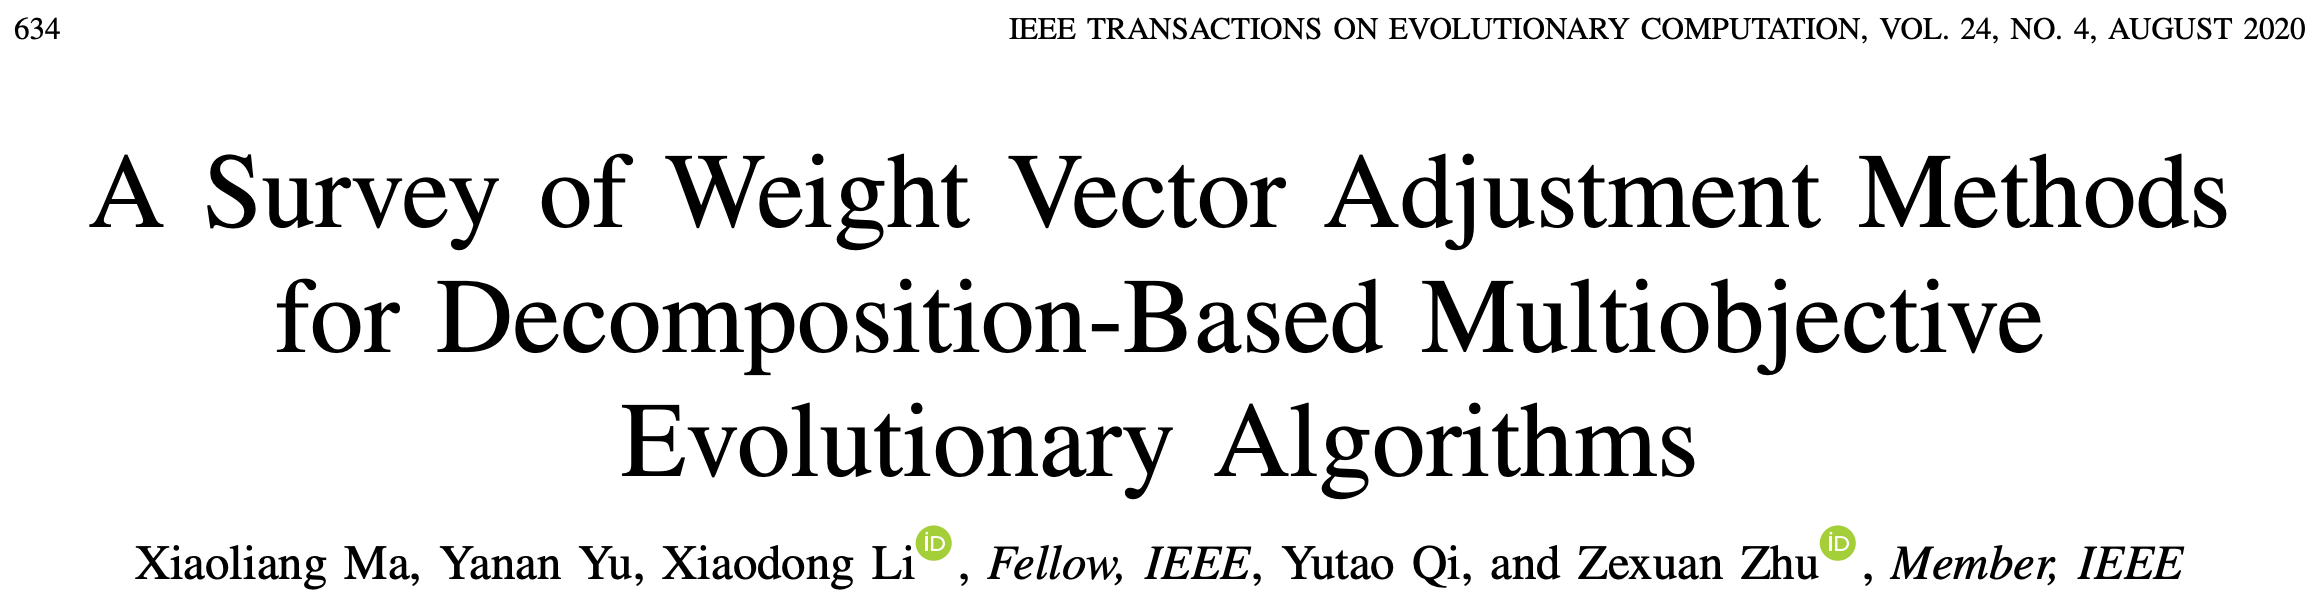 634 IEEE TRANSACTIONS ON EVOLUTIONARY COMPUTATION, VOL. 24, NO. 4, AUGUST 2020
A Survey of Weight Vector Adjustment Methods
for Decomposition-Based Multiobjective
Evolutionary Algorithms
Xiaoliang Ma, Yanan Yu, Xiaodong Li iD, Fellow, IEEE, Yutao Qi, and Zexuan Zhu iD, Member, IEEE